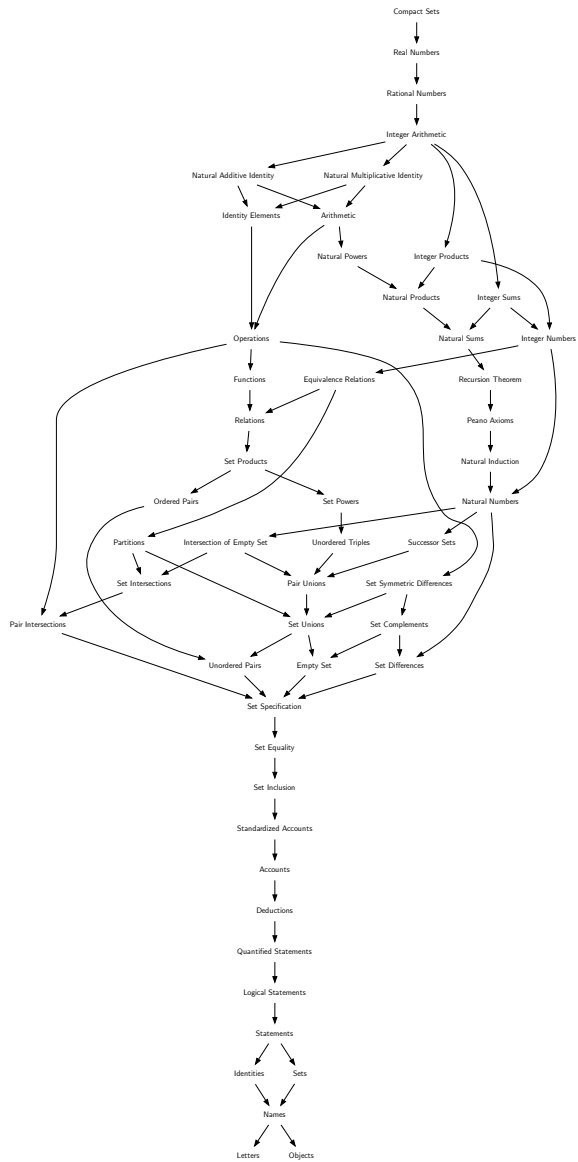 Compact Sets
Real Numbers
Rational Numbers
Integer Arithmetic
Natural Additive Identity
Natural Multiplicative Identity
Identity Elements
Arithmetic
Natural Powers
Integer Products
Natural Products
Integer Sums
Operations
Natural Sums
Integer Numbers
Functions
Equivalence Relations
Recursion Theorem
Relations
Peano Axioms
Set Products
Natural Induction
Ordered Pairs
Set Powers
Natural Numbers
Partitions
Intersection of Empty Set
Unordered Triples
Successor Sets
Set Intersections
Pair Unions
Set Symmetric Differences
Pair Intersections
Set Unions
Set Complements
Unordered Pairs
Empty Set
Set Differences
Set Specification
Set Equality
Set Inclusion
Standardized Accounts
Accounts
Deductions
Quantified Statements
Logical Statements
Statements
Identities
Sets
Names
Letters
Objects